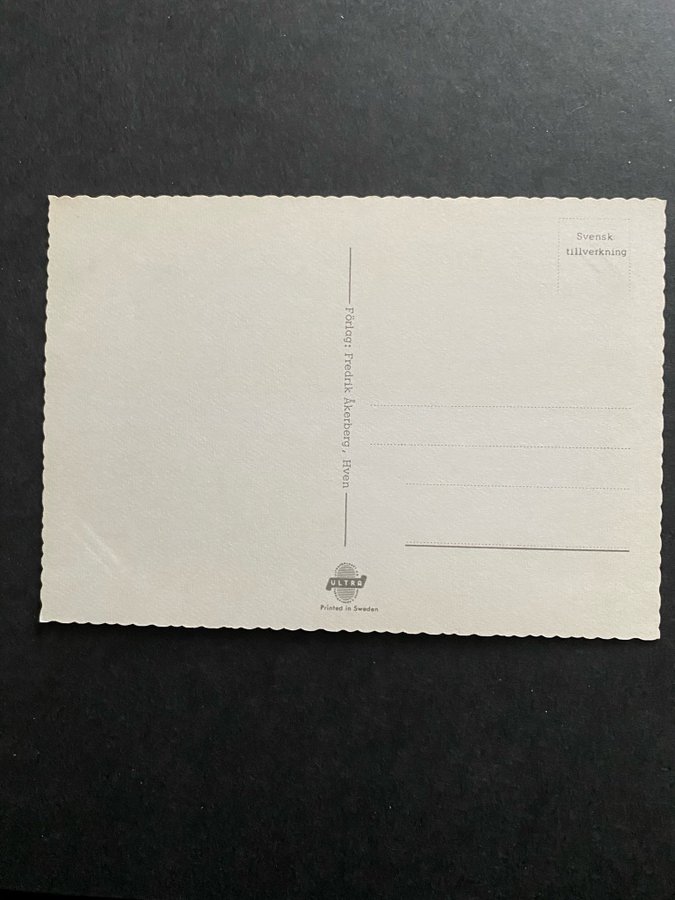 Svensk
tillverkning
Förlag: Fredrik Åkerberg, Hven
ULTRA
Printed in Sweden